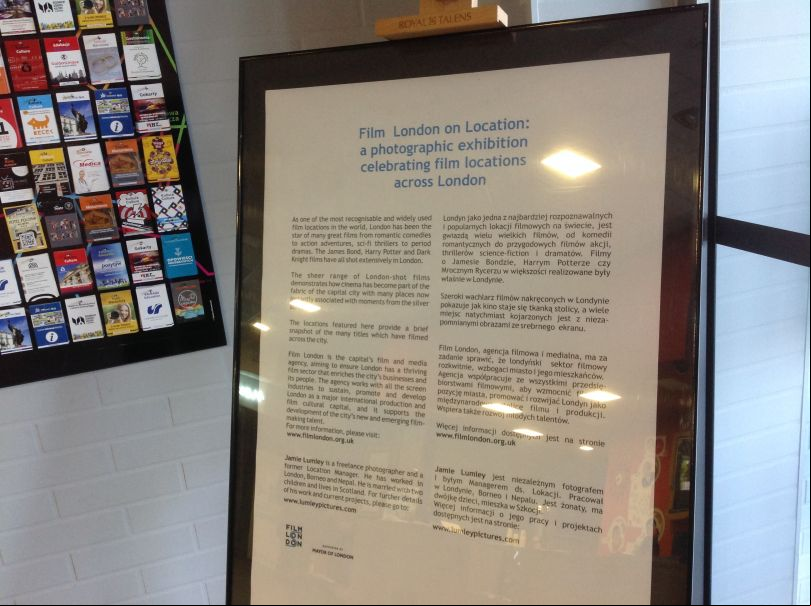 ROYAL TALENS
Film London on Location:
a photographic exhibition
celebrating film locations
across London
As one of the most recognisable and widely used
film locations in the world, London has been the
star of many great films from romantic comedies
to action adventures, sci-fi thrillers to period
dramas. The James Bond, Harry Potter and Dark
Knight films have all shot extensively in London.
The sheer range of London-shot films
demonstrates how cinema has become part of the
fabric of the capital city with many places now
associated with moments from the silver
The locations featured here provide a brief
snapshot of the many titles which have filmed
across the city.
Film London is the capital's film and media
agency, aiming to ensure London has a thriving
film sector that enriches the city's businesses and
its people. The agency works with all the screen
industries to sustain, promote and develop
London as a major international production and
film cultural capital, and it supports the
development of the city's new and emerging film-
making talent.
For more information, please visit:
www.filmlondon.org.uk
Jamie Lumley is a freelance photographer and a
former Location Manager. He has worked in
London, Borneo and Nepal. He is married with two
children and lives in Scotland. For further details
of his work and current projects, please go to:
www.lumleypictures.com
FILM
LON
DON
SUPPORTED BY
MAYOR OF LONDON
Londyn jako jedna z najbardziej rozpoznawalnych
i popularnych lokacji filmowych na świecie, jest
gwiazdą wielu wielkich filmów, od komedii
romantycznych do przygodowych filmów akcji,
thrillerów science-fiction i dramatów. Filmy
o Jamesie Bondzie, Harrym Potterze czy
Mrocznym Rycerzu w większości realizowane były
właśnie w Londynie.
Szeroki wachlarz filmów nakręconych w Londynie
pokazuje jak kino staje się tkanką stolicy, a wiele
miejsc natychmiast kojarzonych jest z nieza-
pomnianymi obrazami ze srebrnego ekranu.
Film London, agencja filmowa i medialna, ma za
zadanie sprawić, że londyński sektor filmowy
rozkwitnie, wzbogaci miasto i jego mieszkańców.
Agencja współpracuje ze wszystkimi przedsię-
biorstwami filmowymi, aby wzmocnić
pozycję miasta, promować i rozwijać Londyn jako
filmu i produkcji.
Wspiera także rozwój młodych talentów.
Więcej informacji dostępnych jest na stronie
www.filmlondon.org.uk
Jamie Lumley jest niezależnym fotografem
i byłym Managerem ds. Lokacji. Pracował
w Londynie, Borneo i Nepalu. Jest żonaty, ma
dwójkę dzieci, mieszka w Szkocji.
Więcej informacji o jego pracy i projektach
dostępnych jest na stronie:
www.lumleypictures.com